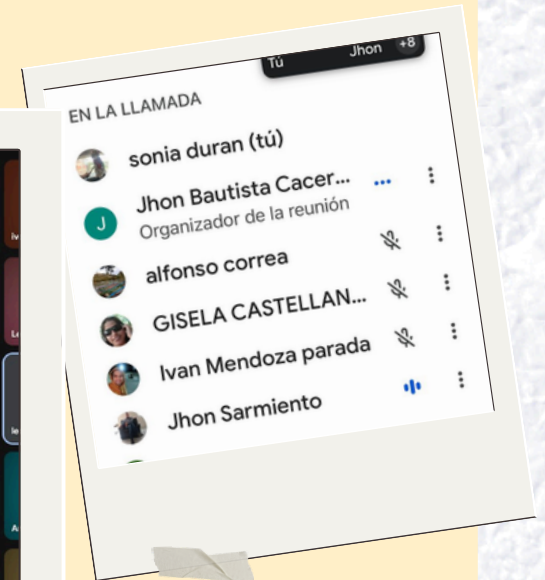 Tú Jhon +8
EN LA LLAMADA
sonia duran (tú)
Jhon Bautista Cacer...
Organizador de la reunión
alfonso correa
GISELA CASTELLAN...
Ivan Mendoza parada
Jhon Sarmiento
J